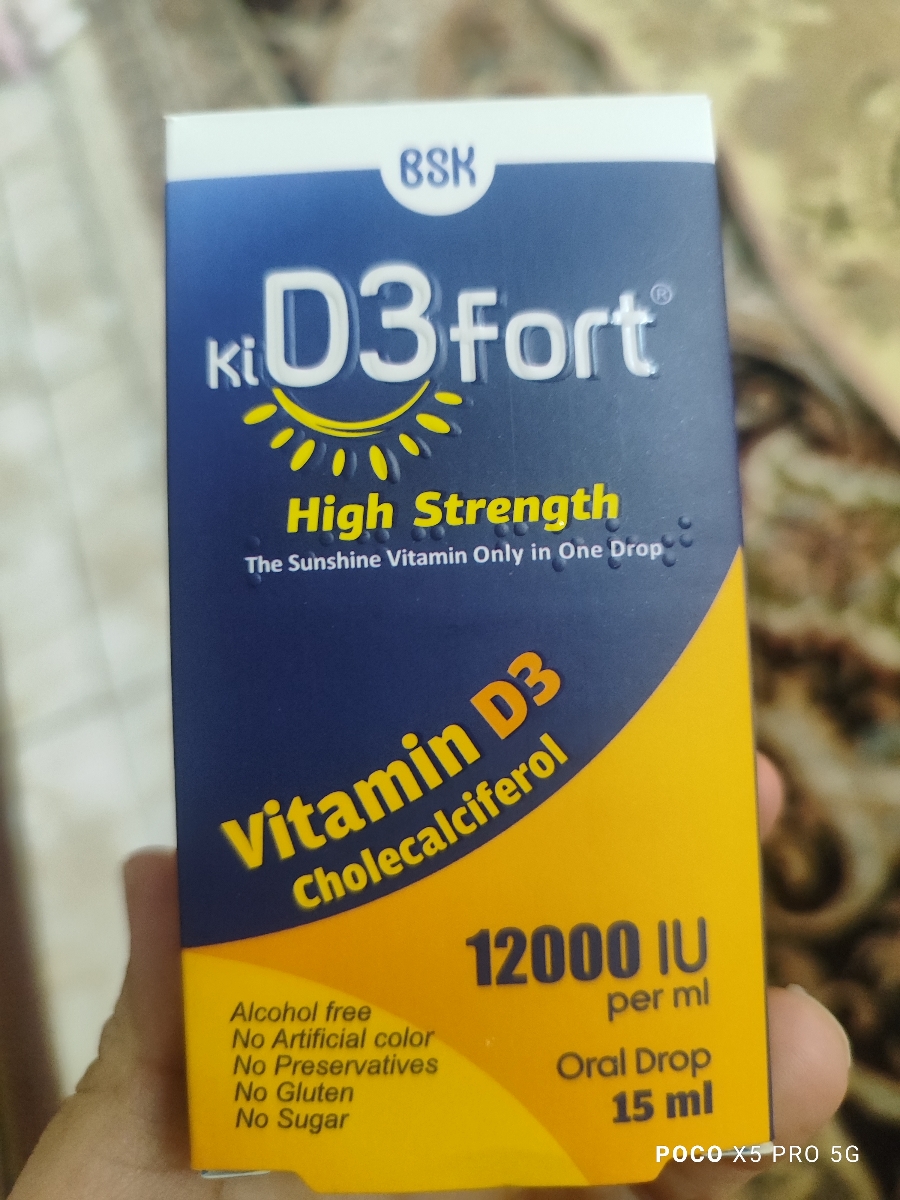 BSK
KiD3fort®
High Strength
The Sunshine Vitamin Only in One Drop
Vitamin D3
Cholecalciferol
12000 IU
per ml
Alcohol free
No Artificial color
No Preservatives
No Gluten
No Sugar
Oral Drop
15 ml
POCO X5 PRO 5G